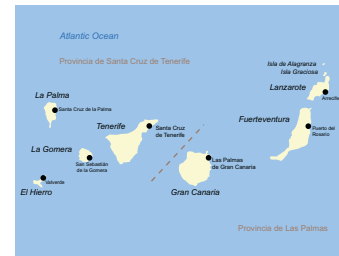 Atlantic Ocean
Provincia de Santa Cruz de Tenerife
Isla de Alagranza
Isla Graciosa
Lanzarote
Arrecife
La Palma
Santa Cruz de la Palma
Tenerife
Santa Cruz
de Tenerife
Fuerteventura
Puerto del
Rosario
La Gomera
San Sebastián
de la Gomera
Las Palmas
de Gran Canaria
Valverde
El Hierro
Gran Canaria
Provincia de Las Palmas